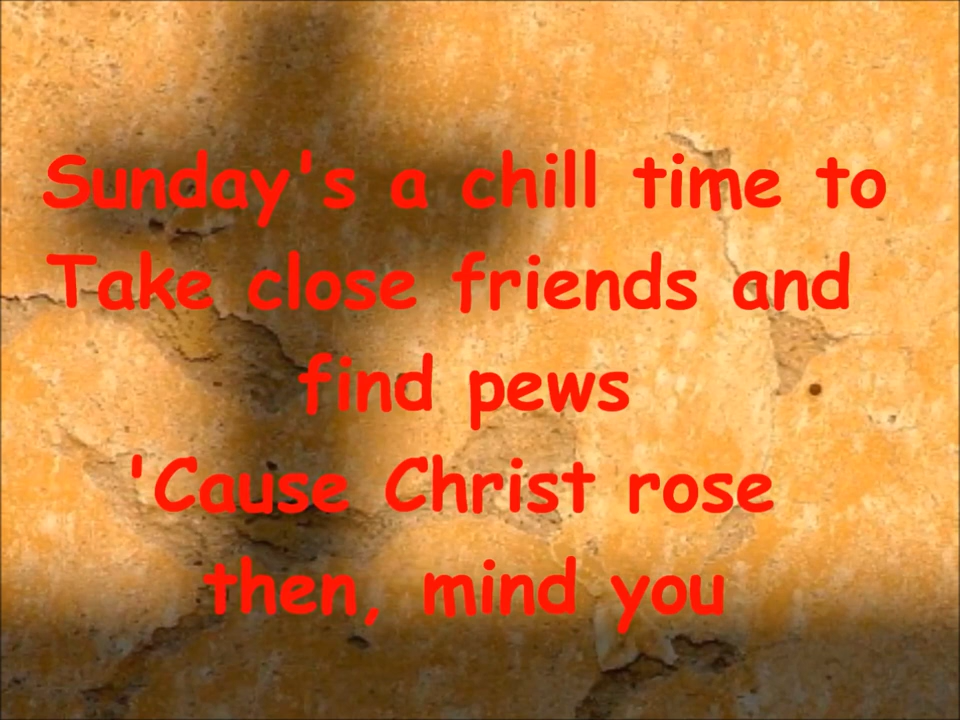 Sunday's a chill time to
Take close friends and
find pews
'Cause Christ rose
then, mind you